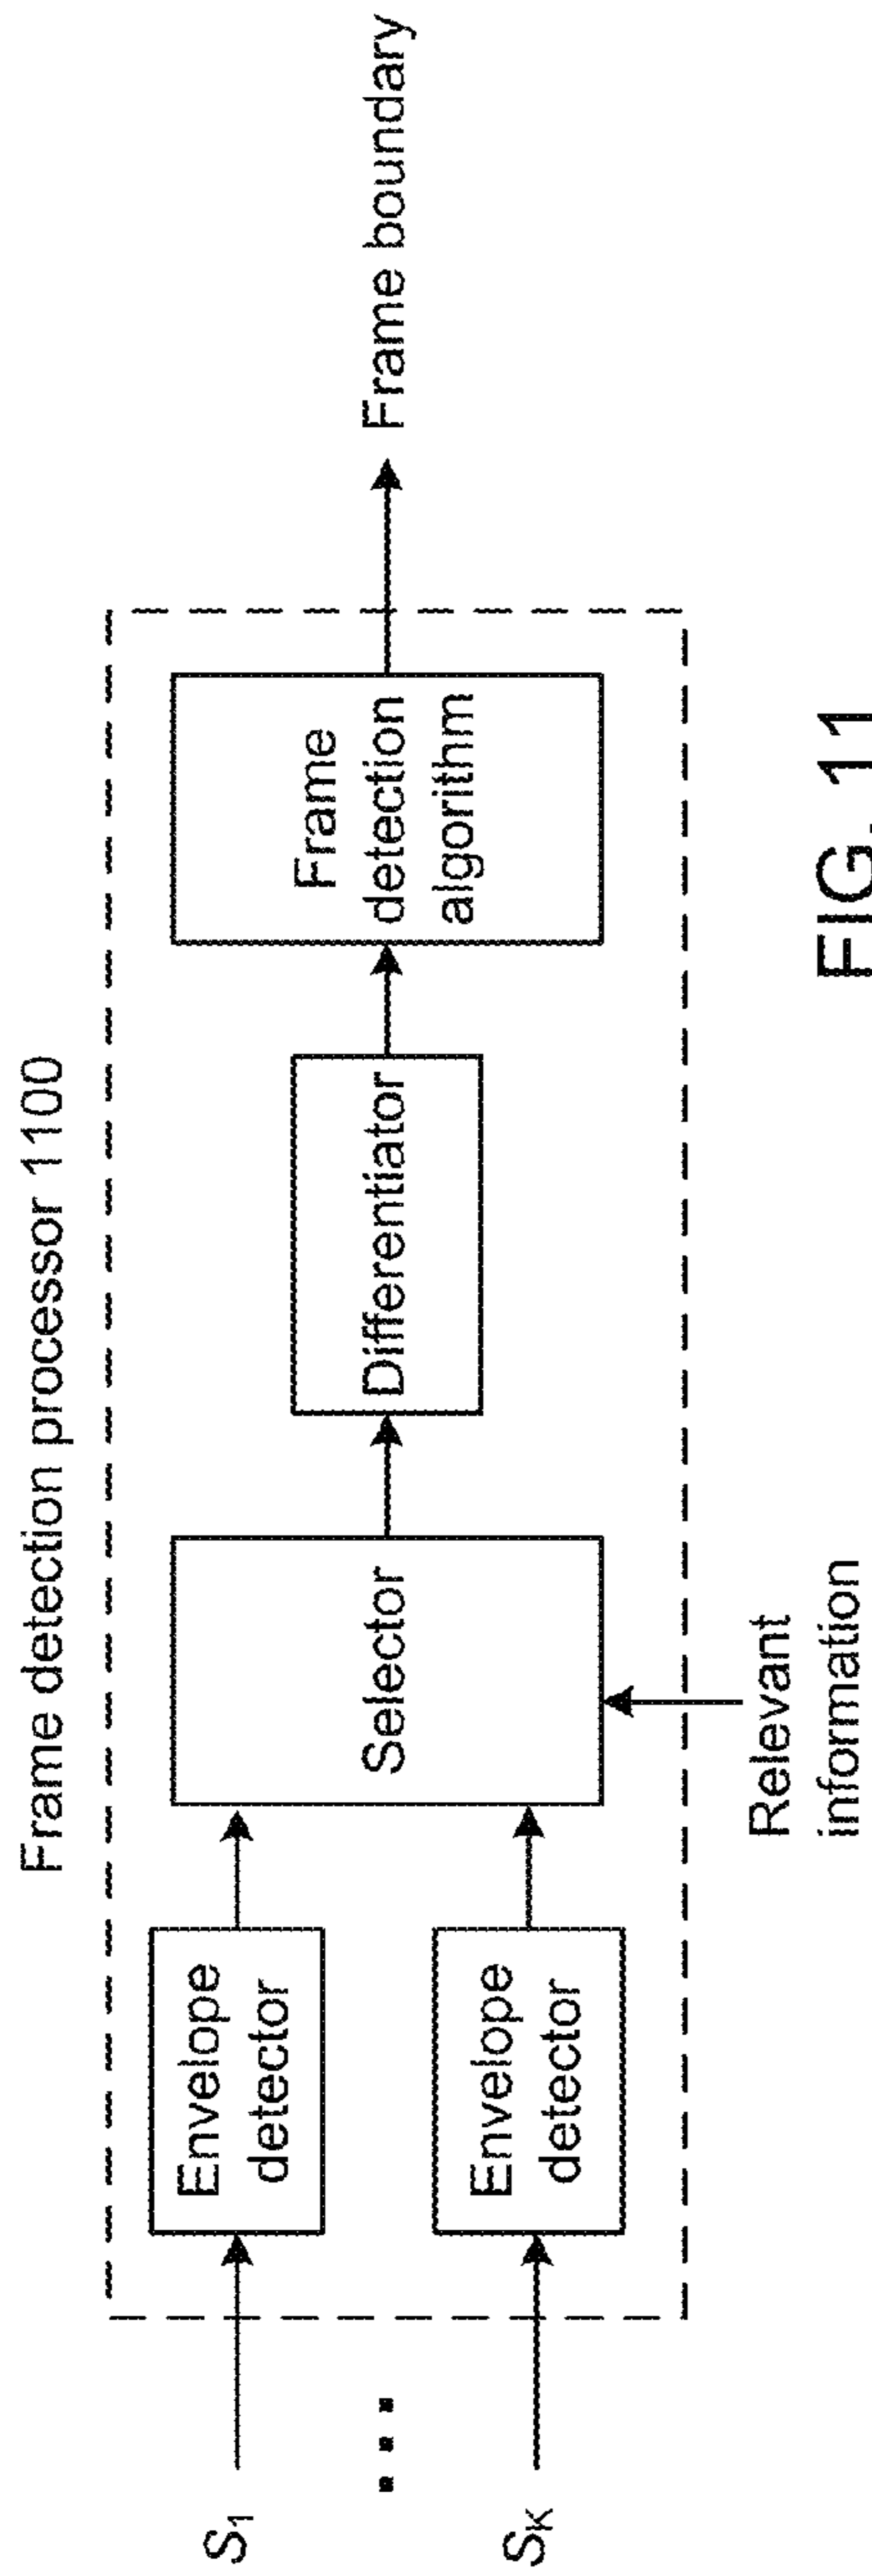 Frame detection processor 1100
S1
SK
Envelope
detector
Envelope
detector
Selector
Relevant
information
Differentiator
Frame
detection
algorithm
Frame boundary
FIG. 11